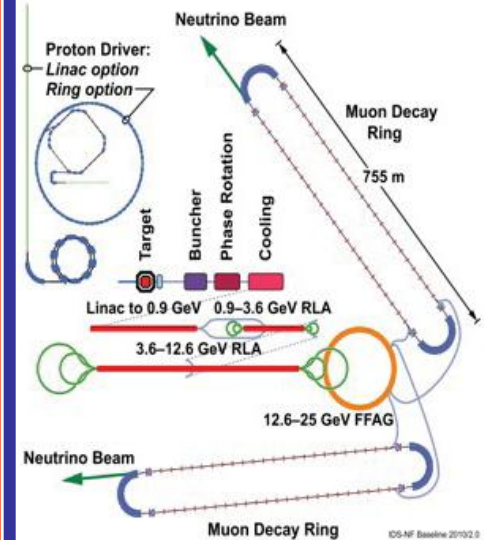 Neutrino Beam
Proton Driver:
Linac option
Ring option
Muon Decay
Ring
755 m
Target
Buncher
Phase Rotation
Cooling
Linac to 0.9 GeV
0.9–3.6 GeV RLA
3.6–12.6 GeV RLA
12.6–25 GeV FFAG
Neutrino Beam
Muon Decay Ring
IDS-NF Baseline 2010/2.0